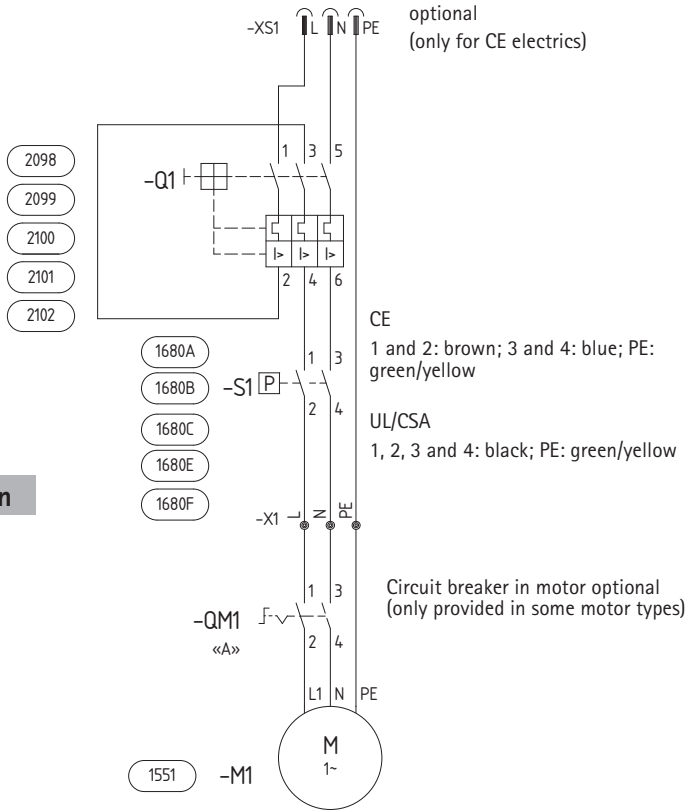 optional
-XS1 L N PE (only for CE electrics)
1 3 5
2098
-Q1
2099
2100
I> I> I>
2101
2 4 6
2102
CE
1680A 1 3
1 and 2: brown; 3 and 4: blue; PE:
green/yellow
1680B -S1 P
2 4
UL/CSA
1680C
1, 2, 3 and 4: black; PE: green/yellow
1680E
n
1680F
-X1 L N PE
1 3
Circuit breaker in motor optional
(only provided in some motor types)
-QM1
2 4
«A»
L1 N PE
M
1~
1551 -M1